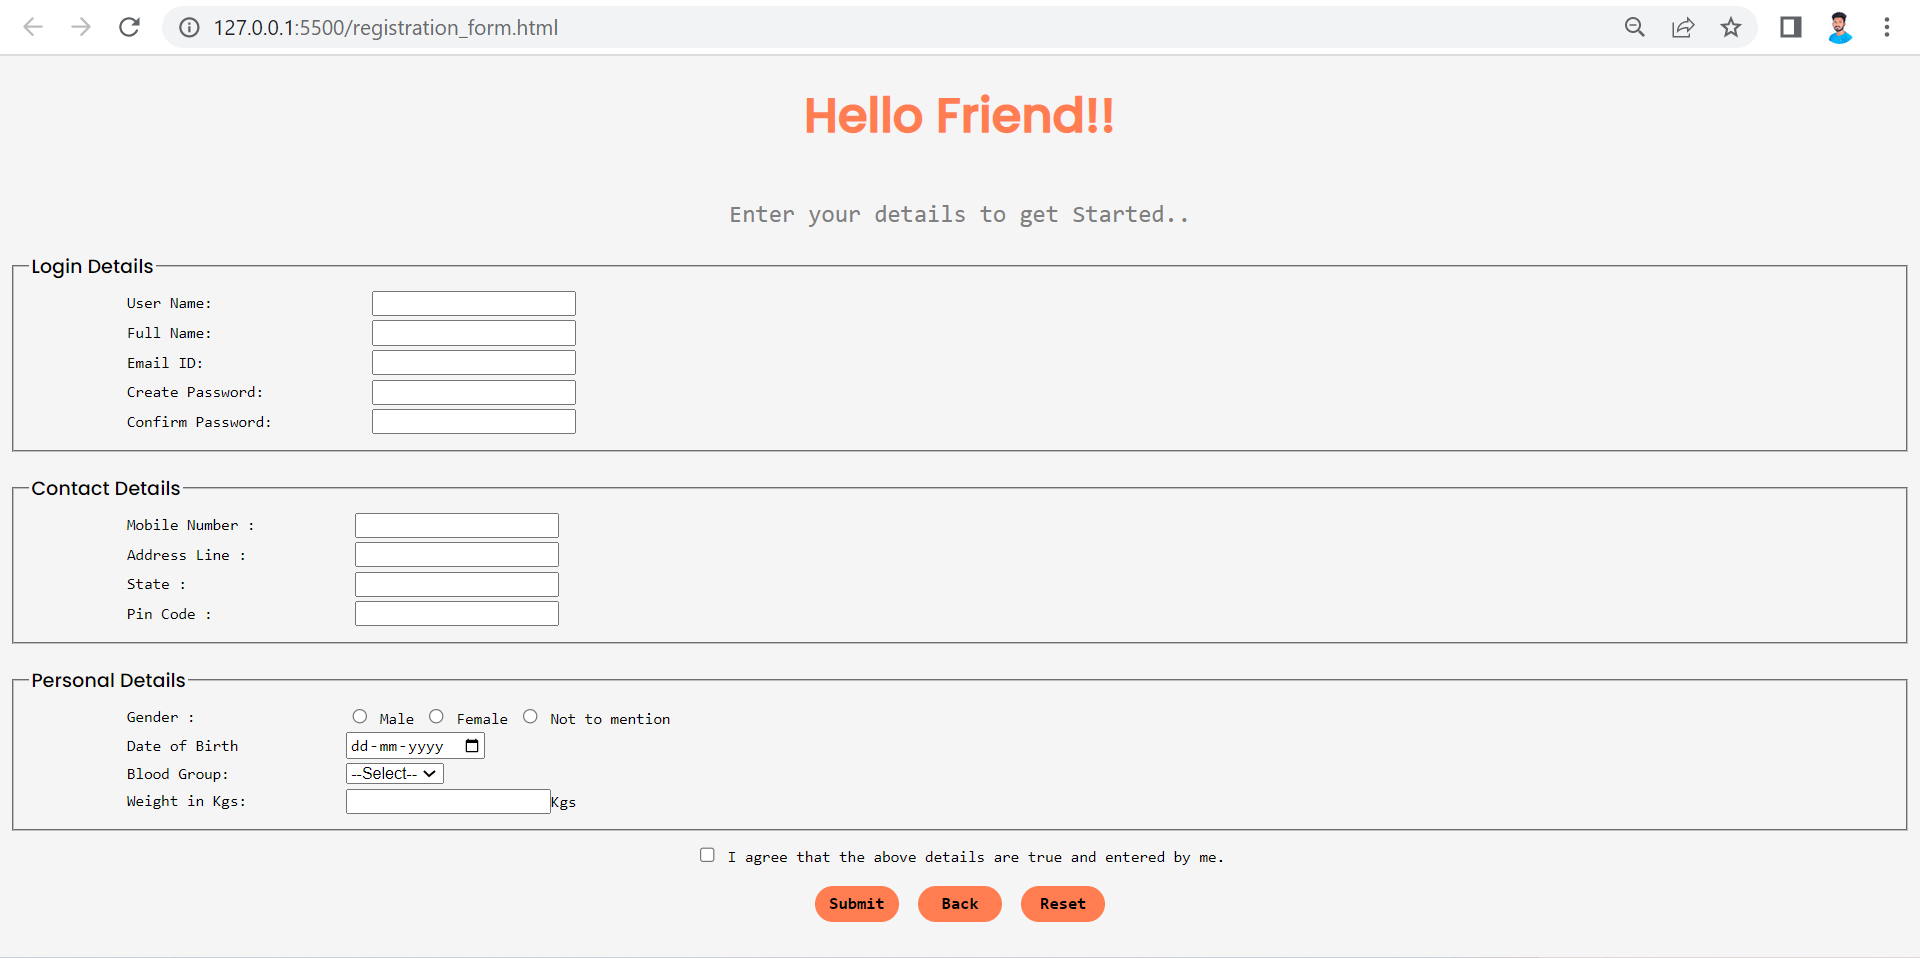 127.0.0.1:5500/registration_form.html
Hello Friend!!
Enter your details to get Started..
Login Details
User Name:
Full Name:
Email ID:
Create Password:
Confirm Password:
Contact Details
Mobile Number :
Address Line :
State :
Pin Code :
Personal Details
Gender : Male Female Not to mention
Date of Birth dd-mm-yyyy
Blood Group: --Select--
Weight in Kgs: Kgs
I agree that the above details are true and entered by me.
Submit Back Reset